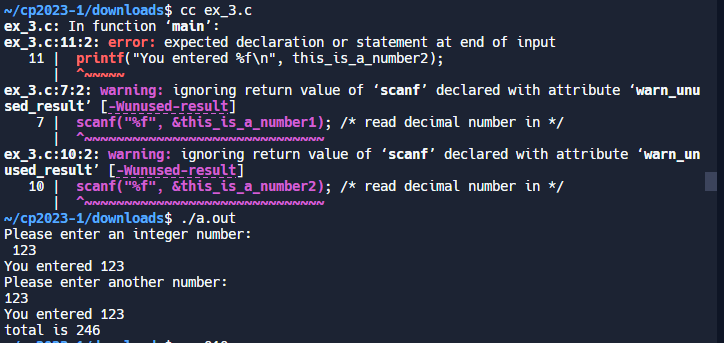 ~/cp2023-1/downloads$ cc ex_3.c
ex_3.c: In function ‘main’:
ex_3.c:11:2: error: expected declaration or statement at end of input
11 | printf("You entered %f\n", this_is_a_number2);
| ^~~~~~
ex_3.c:7:2: warning: ignoring return value of ‘scanf’ declared with attribute ‘warn_unu
sed_result’ [-Wunused-result]
7 | scanf("%f", &this_is_a_number1); /* read decimal number in */
| ^~~~~~~~~~~~~~~~~~~~~~~~~~~~~~~
ex_3.c:10:2: warning: ignoring return value of ‘scanf’ declared with attribute ‘warn_un
used_result’ [-Wunused-result]
10 | scanf("%f", &this_is_a_number2); /* read decimal number in */
| ^~~~~~~~~~~~~~~~~~~~~~~~~~~~~~~
~/cp2023-1/downloads$ ./a.out
Please enter an integer number:
123
You entered 123
Please enter another number:
123
You entered 123
total is 246